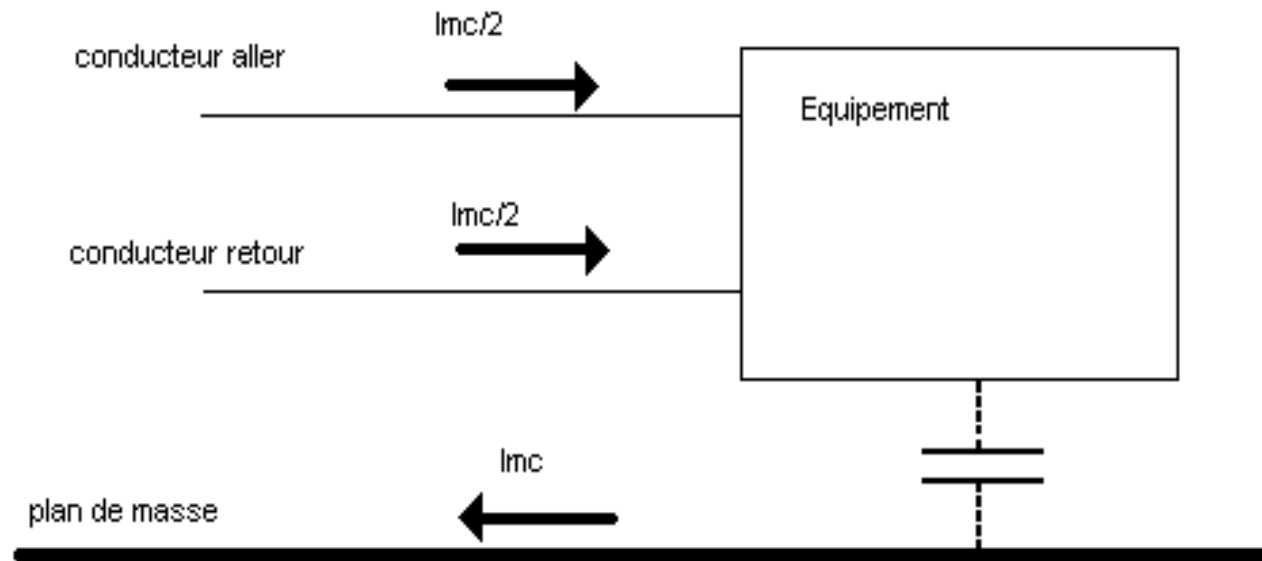 Imc/2
conducteur aller
Equipement
Imc/2
conducteur retour
Imc
plan de masse